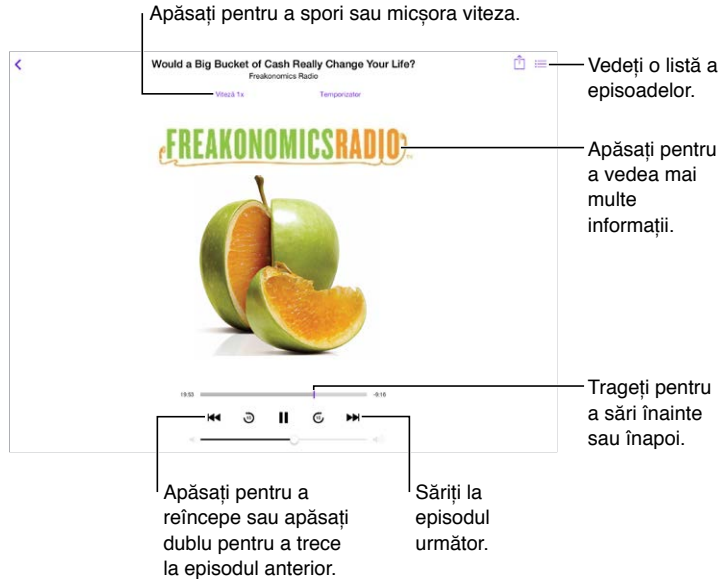 Apăsați pentru a spori sau micșora viteza.
Would a Big Bucket of Cash Really Change Your Life?
Freakonomics Radio
Viteză 1x
Temporizator
Vedeți o listă a
episoadelor.
FREAKONOMICSRADIO
Apăsați pentru
a vedea mai
multe
informații.
19:53
-9:16
Trageți pentru
a sări înainte
sau înapoi.
15
15
Apăsați pentru a
reîncepe sau apăsați
dublu pentru a trece
la episodul anterior.
Săriți la
episodul
următor.